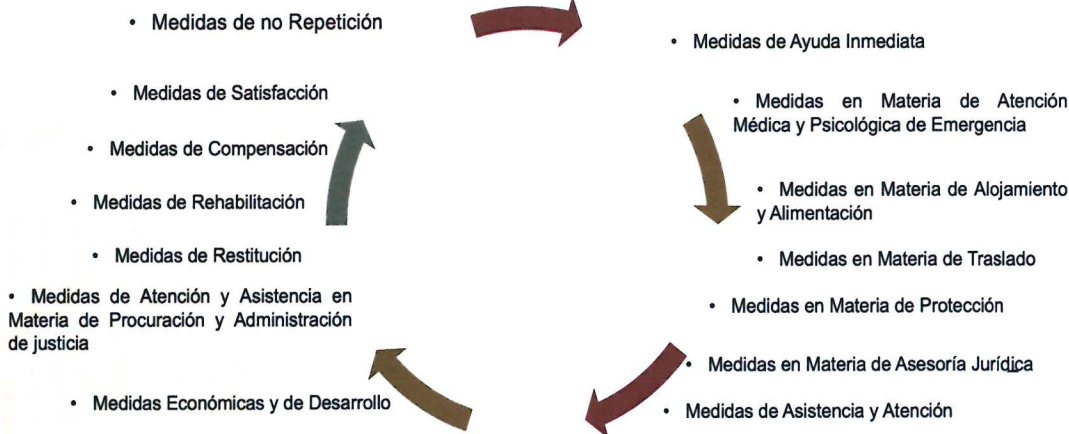 • Medidas de no Repetición
• Medidas de Ayuda Inmediata
• Medidas en Materia de Atención
Médica y Psicológica de Emergencia
• Medidas en Materia de Alojamiento
y Alimentación
• Medidas en Materia de Traslado
• Medidas en Materia de Protección
• Medidas en Materia de Asesoría Jurídica
• Medidas de Asistencia y Atención
• Medidas Económicas y de Desarrollo
• Medidas de Atención y Asistencia en
Materia de Procuración y Administración
de justicia
• Medidas de Restitución
• Medidas de Rehabilitación
• Medidas de Compensación
• Medidas de Satisfacción